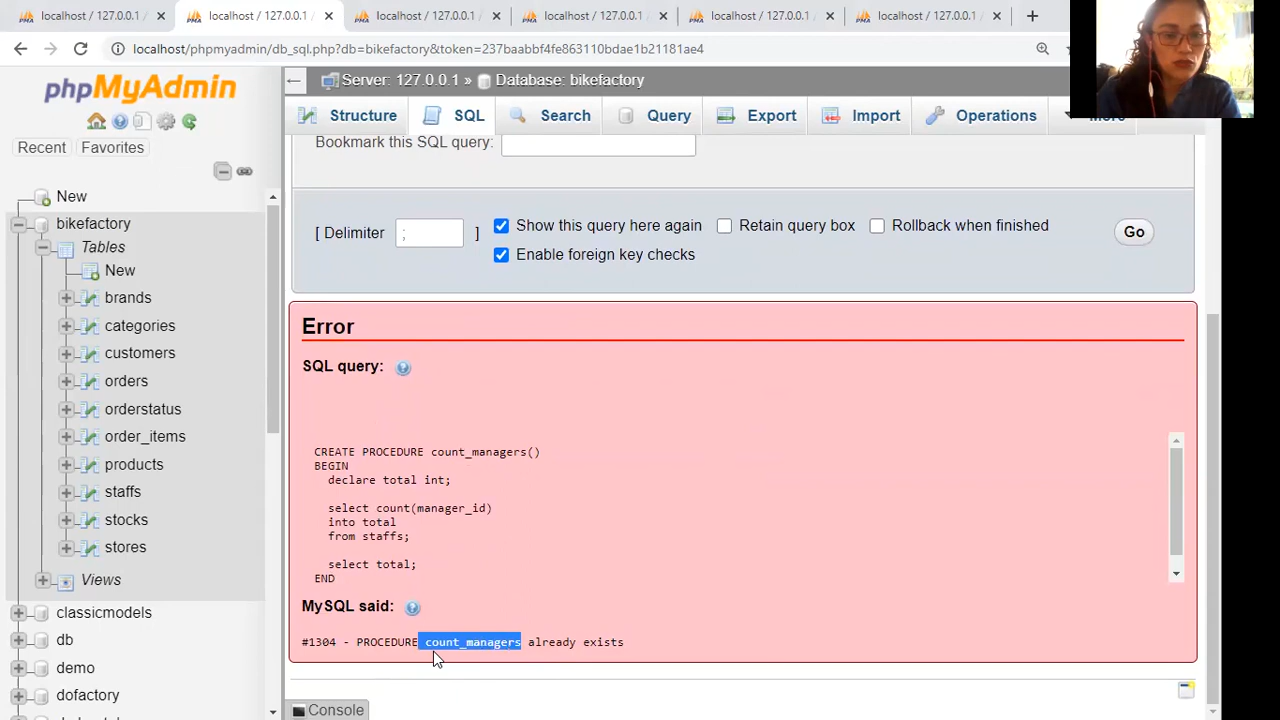 localhost / 127.0.0.1
localhost / 127.0.0.1
localhost / 127.0.0.1
localhost / 127.0.0.1
localhost / 127.0.0.1
localhost / 127.0.0.1
localhost/phpmyadmin/db_sql.php?db=bikefactory&token=237baabbf4fe863110bdae1b21181ae4
phpMyAdmin
Recent
Favorites
New
bikefactory
Tables
New
brands
categories
customers
orders
orderstatus
order_items
products
staffs
stocks
stores
Views
classicmodels
db
demo
dofactory
Server: 127.0.0.1 » Database: bikefactory
Structure
SQL
Search
Query
Export
Import
Operations
Bookmark this SQL query:
[ Delimiter ; ]
Show this query here again
Retain query box
Rollback when finished
Enable foreign key checks
Go
Error
SQL query:
CREATE PROCEDURE count_managers()
BEGIN
declare total int;
select count(manager_id)
into total
from staffs;
select total;
END
MySQL said:
#1304 - PROCEDURE count_managers already exists
Console